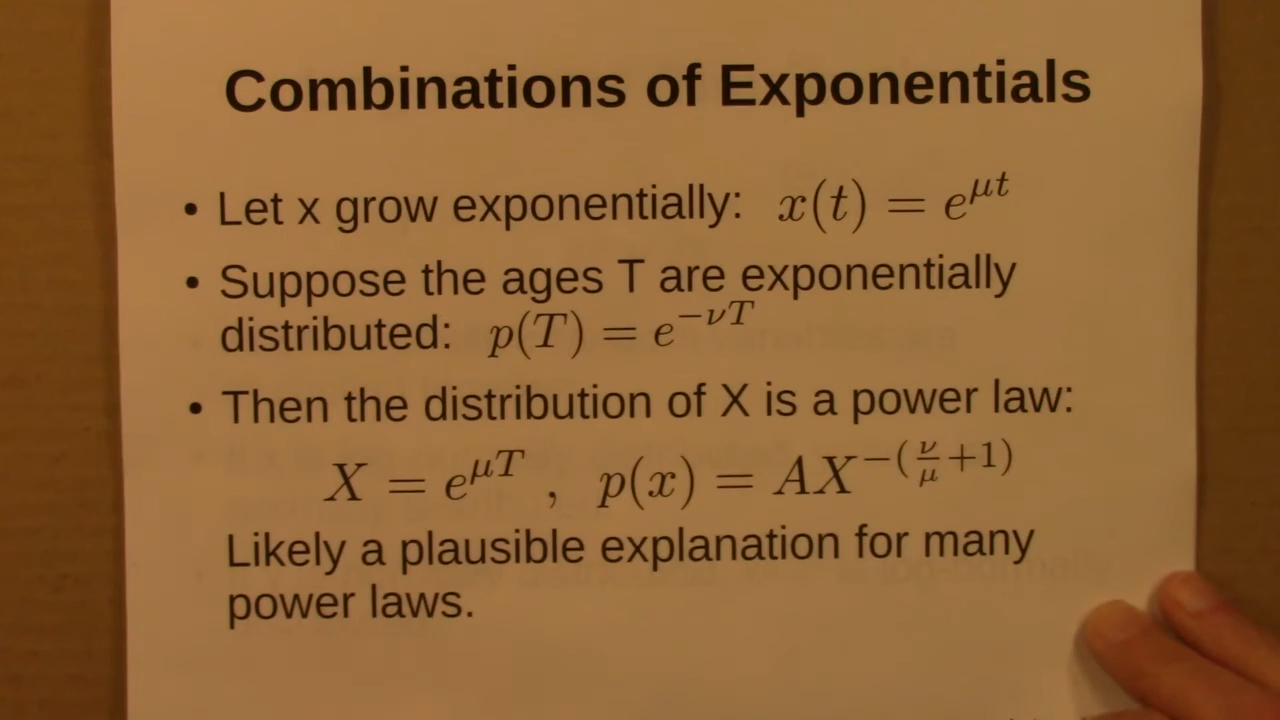 Combinations of Exponentials
• Let x grow exponentially: x(t) = e^{μt}
• Suppose the ages T are exponentially
distributed: p(T) = e^{−νT}
• Then the distribution of X is a power law:
X = e^{μT} , p(x) = AX^{−(ν/μ+1)}
Likely a plausible explanation for many
power laws.